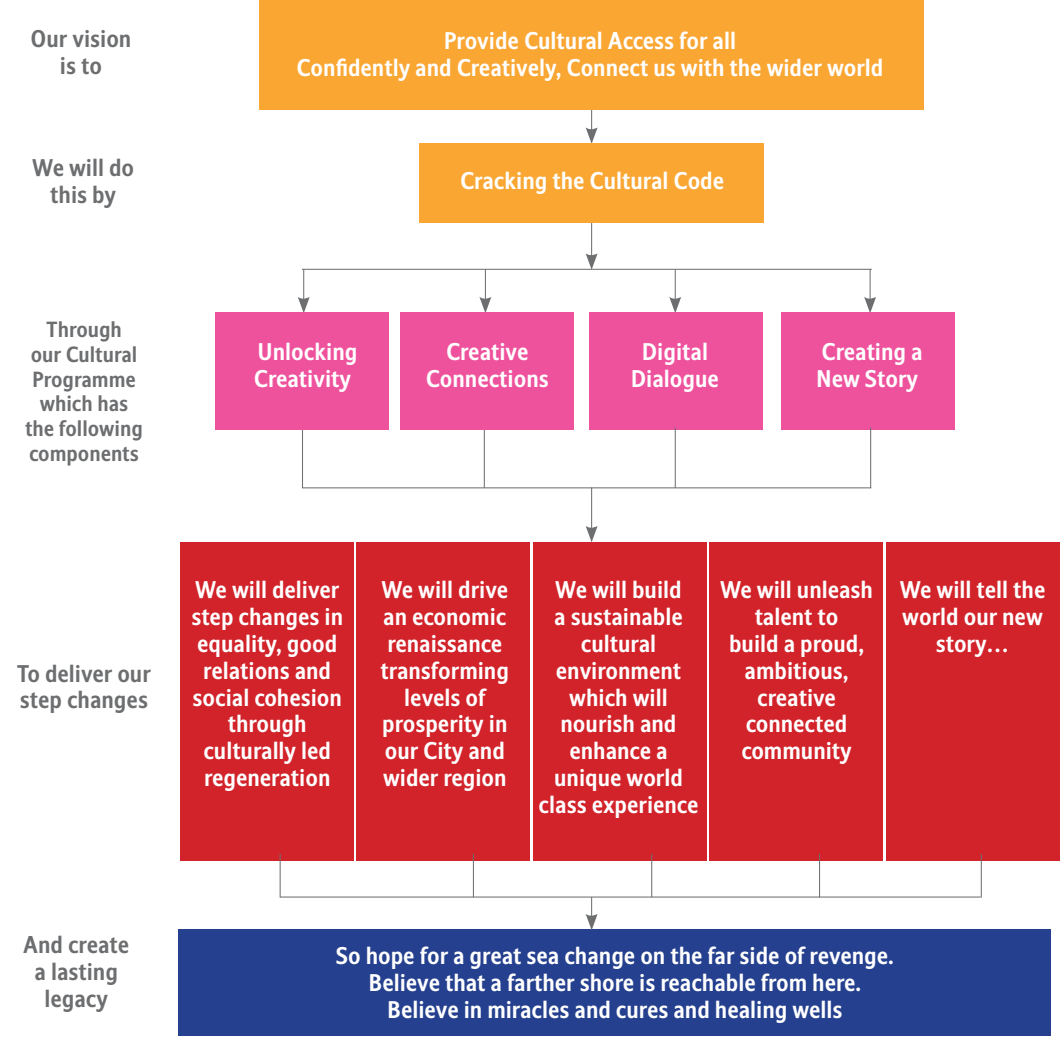 Our vision
is to
Provide Cultural Access for all
Confidently and Creatively, Connect us with the wider world
We will do
this by
Cracking the Cultural Code
Through
our Cultural
Programme
which has
the following
components
Unlocking
Creativity
Creative
Connections
Digital
Dialogue
Creating a
New Story
To deliver our
step changes
We will deliver
step changes in
equality, good
relations and
social cohesion
through
culturally led
regeneration
We will drive
an economic
renaissance
transforming
levels of
prosperity in
our City and
wider region
We will build
a sustainable
cultural
environment
which will
nourish and
enhance a
unique world
class experience
We will unleash
talent to
build a proud,
ambitious,
creative
connected
community
We will tell the
world our new
story…
And create
a lasting
legacy
So hope for a great sea change on the far side of revenge.
Believe that a farther shore is reachable from here.
Believe in miracles and cures and healing wells